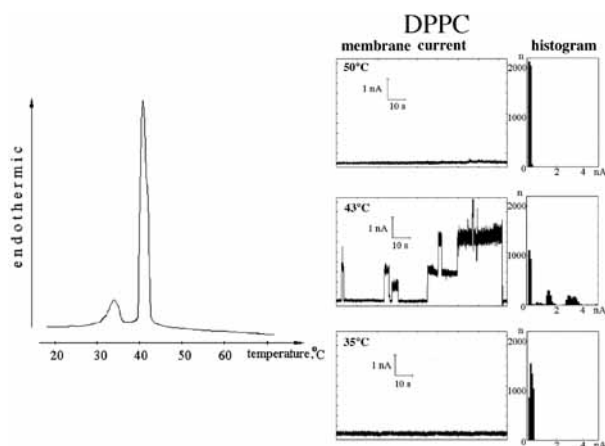 DPPC
membrane current histogram
endothermic
20 30 40 50 60 temperature,°C
50°C
1 nA
10 s
n
2000
1000
2 4 nA
43°C
1 nA
10 s
n
2000
1000
0
2 4 nA
35°C
1 nA
10 s
n
2000
1000
0
2 4 nA